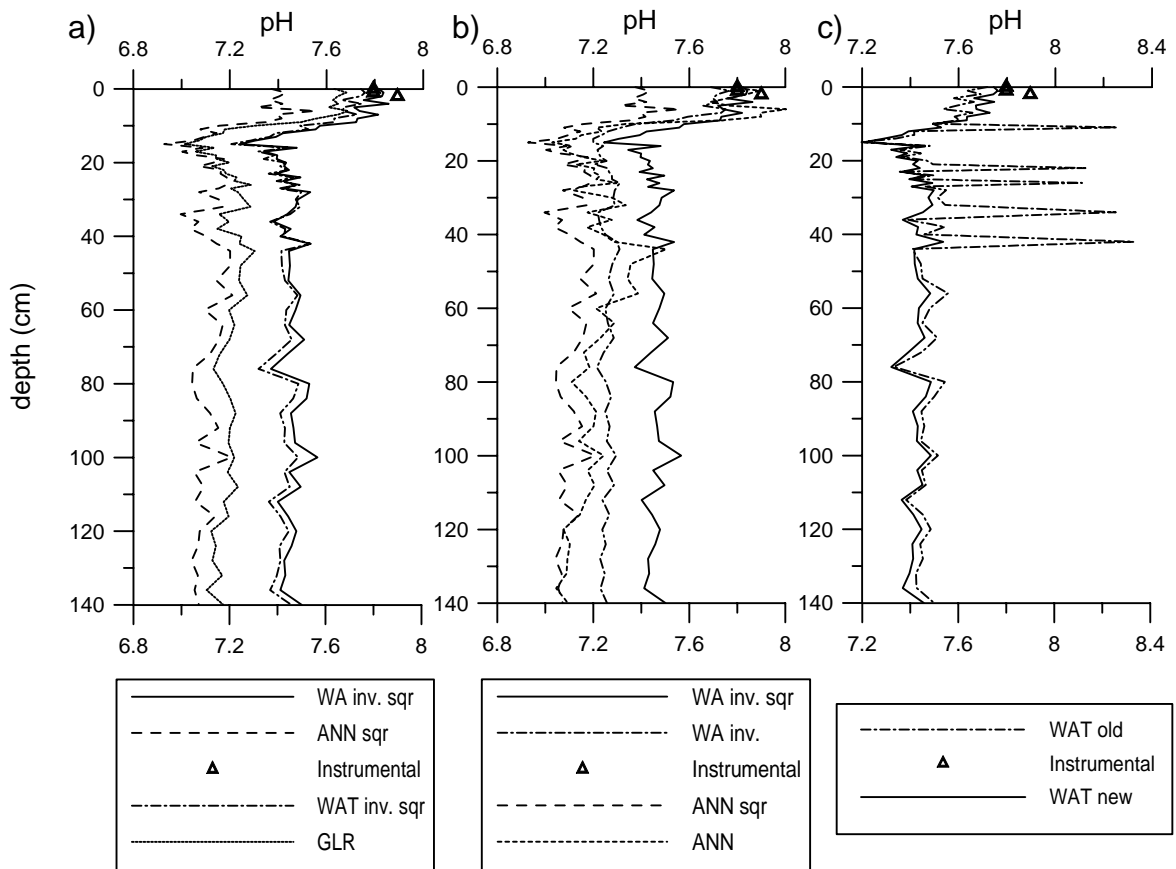 a) pH b) pH c) pH
6.8 7.2 7.6 8 6.8 7.2 7.6 8 7.2 7.6 8 8.4
0 0 0
20 20 20
40 40 40
60 60 60
depth (cm)
80 80 80
100 100 100
120 120 120
140 140 140
6.8 7.2 7.6 8 6.8 7.2 7.6 8 7.2 7.6 8 8.4
WA inv. sqr
ANN sqr
Instrumental
WAT inv. sqr
GLR
WA inv. sqr
WA inv.
Instrumental
ANN sqr
ANN
WAT old
Instrumental
WAT new